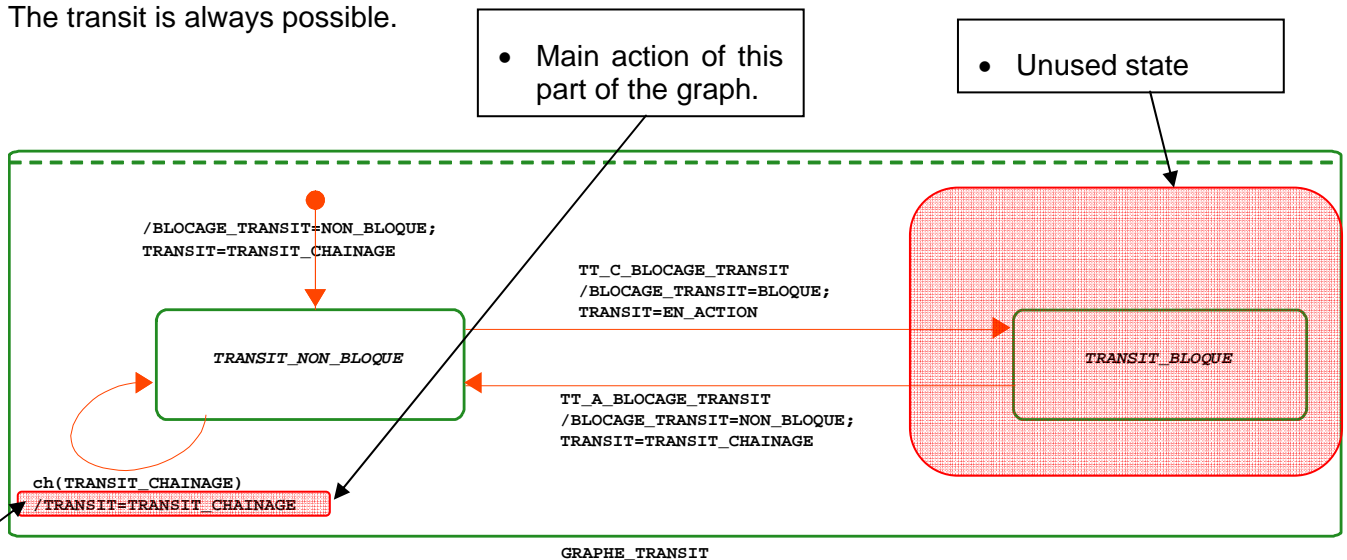 The transit is always possible.
• Main action of this
part of the graph.
• Unused state
/BLOCAGE_TRANSIT=NON_BLOQUE;
TRANSIT=TRANSIT_CHAINAGE
TT_C_BLOCAGE_TRANSIT
/BLOCAGE_TRANSIT=BLOQUE;
TRANSIT=EN_ACTION
TRANSIT_NON_BLOQUE
TRANSIT_BLOQUE
TT_A_BLOCAGE_TRANSIT
/BLOCAGE_TRANSIT=NON_BLOQUE;
TRANSIT=TRANSIT_CHAINAGE
ch(TRANSIT_CHAINAGE)
/TRANSIT=TRANSIT_CHAINAGE
GRAPHE_TRANSIT